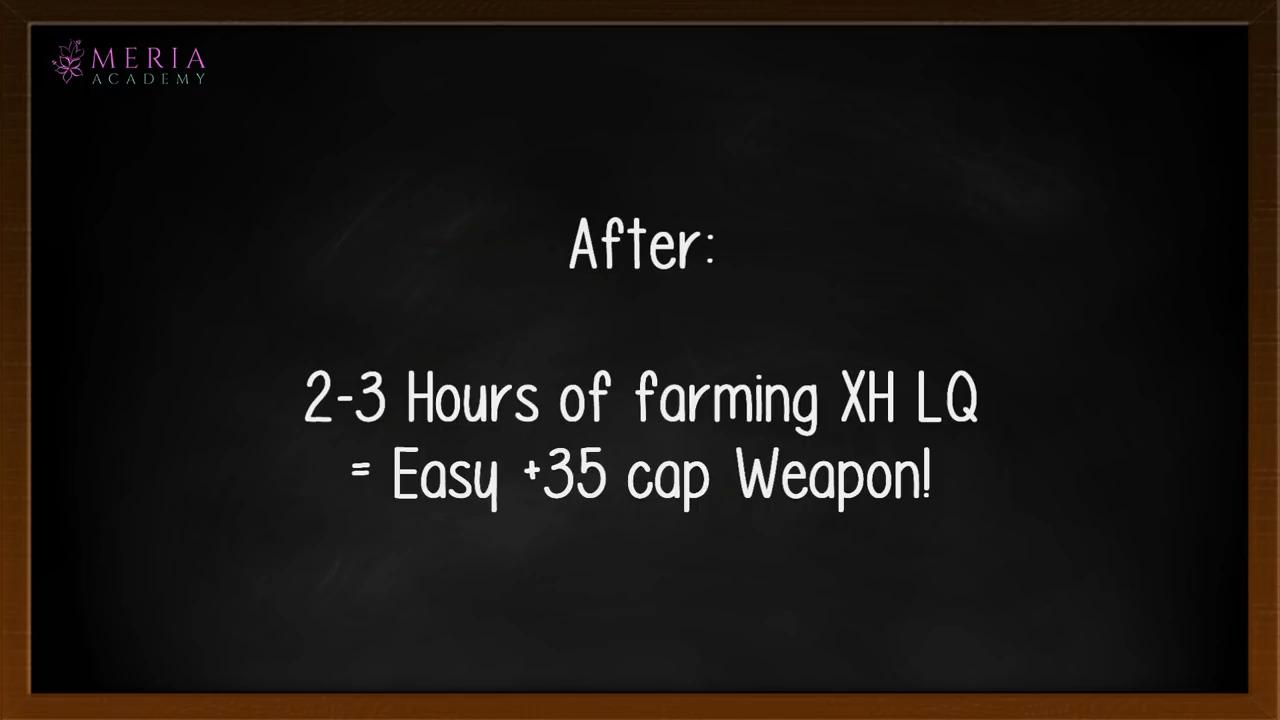 MERIA
ACADEMY
After:
2-3 Hours of farming XH LQ
= Easy +35 cap Weapon!